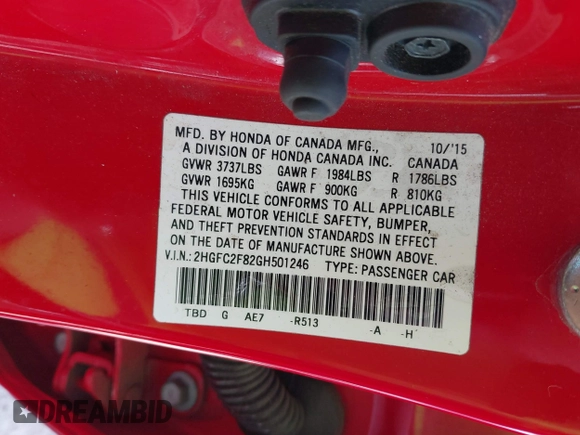 MFD. BY HONDA OF CANADA MFG., 10/'15
A DIVISION OF HONDA CANADA INC. CANADA
GVWR 3737LBS GAWR F 1984LBS R 1786LBS
GVWR 1695KG GAWR F 900KG R 810KG
THIS VEHICLE CONFORMS TO ALL APPLICABLE
FEDERAL MOTOR VEHICLE SAFETY, BUMPER,
AND THEFT PREVENTION STANDARDS IN EFFECT
ON THE DATE OF MANUFACTURE SHOWN ABOVE.
V.I.N.: 2HGFC2F82GH501246 TYPE: PASSENGER CAR
TBD G AE7 -R513 -A -H
DREAMBID